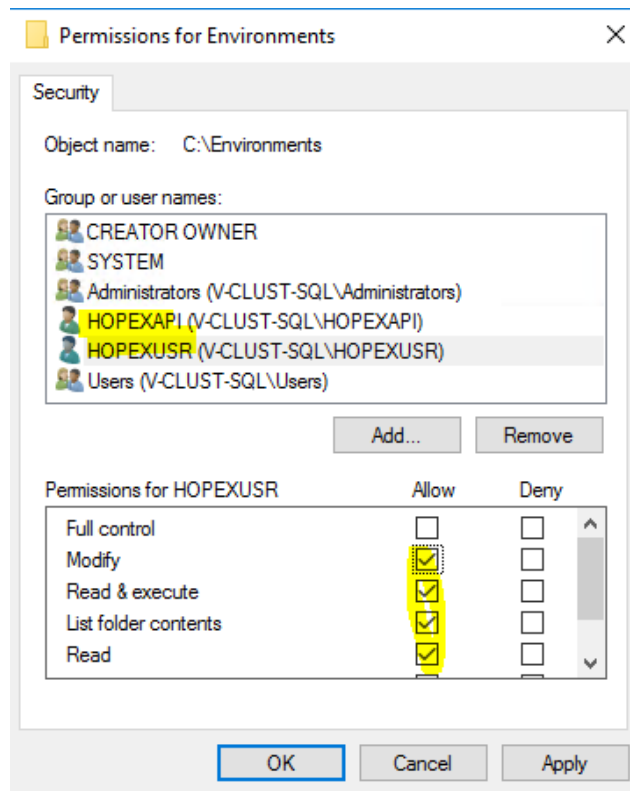 Permissions for Environments
Security
Object name: C:\Environments
Group or user names:
CREATOR OWNER
SYSTEM
Administrators (V-CLUST-SQL\Administrators)
HOPEXAPI (V-CLUST-SQL\HOPEXAPI)
HOPEXUSR (V-CLUST-SQL\HOPEXUSR)
Users (V-CLUST-SQL\Users)
Add... Remove
Permissions for HOPEXUSR Allow Deny
Full control
Modify
Read & execute
List folder contents
Read
OK Cancel Apply